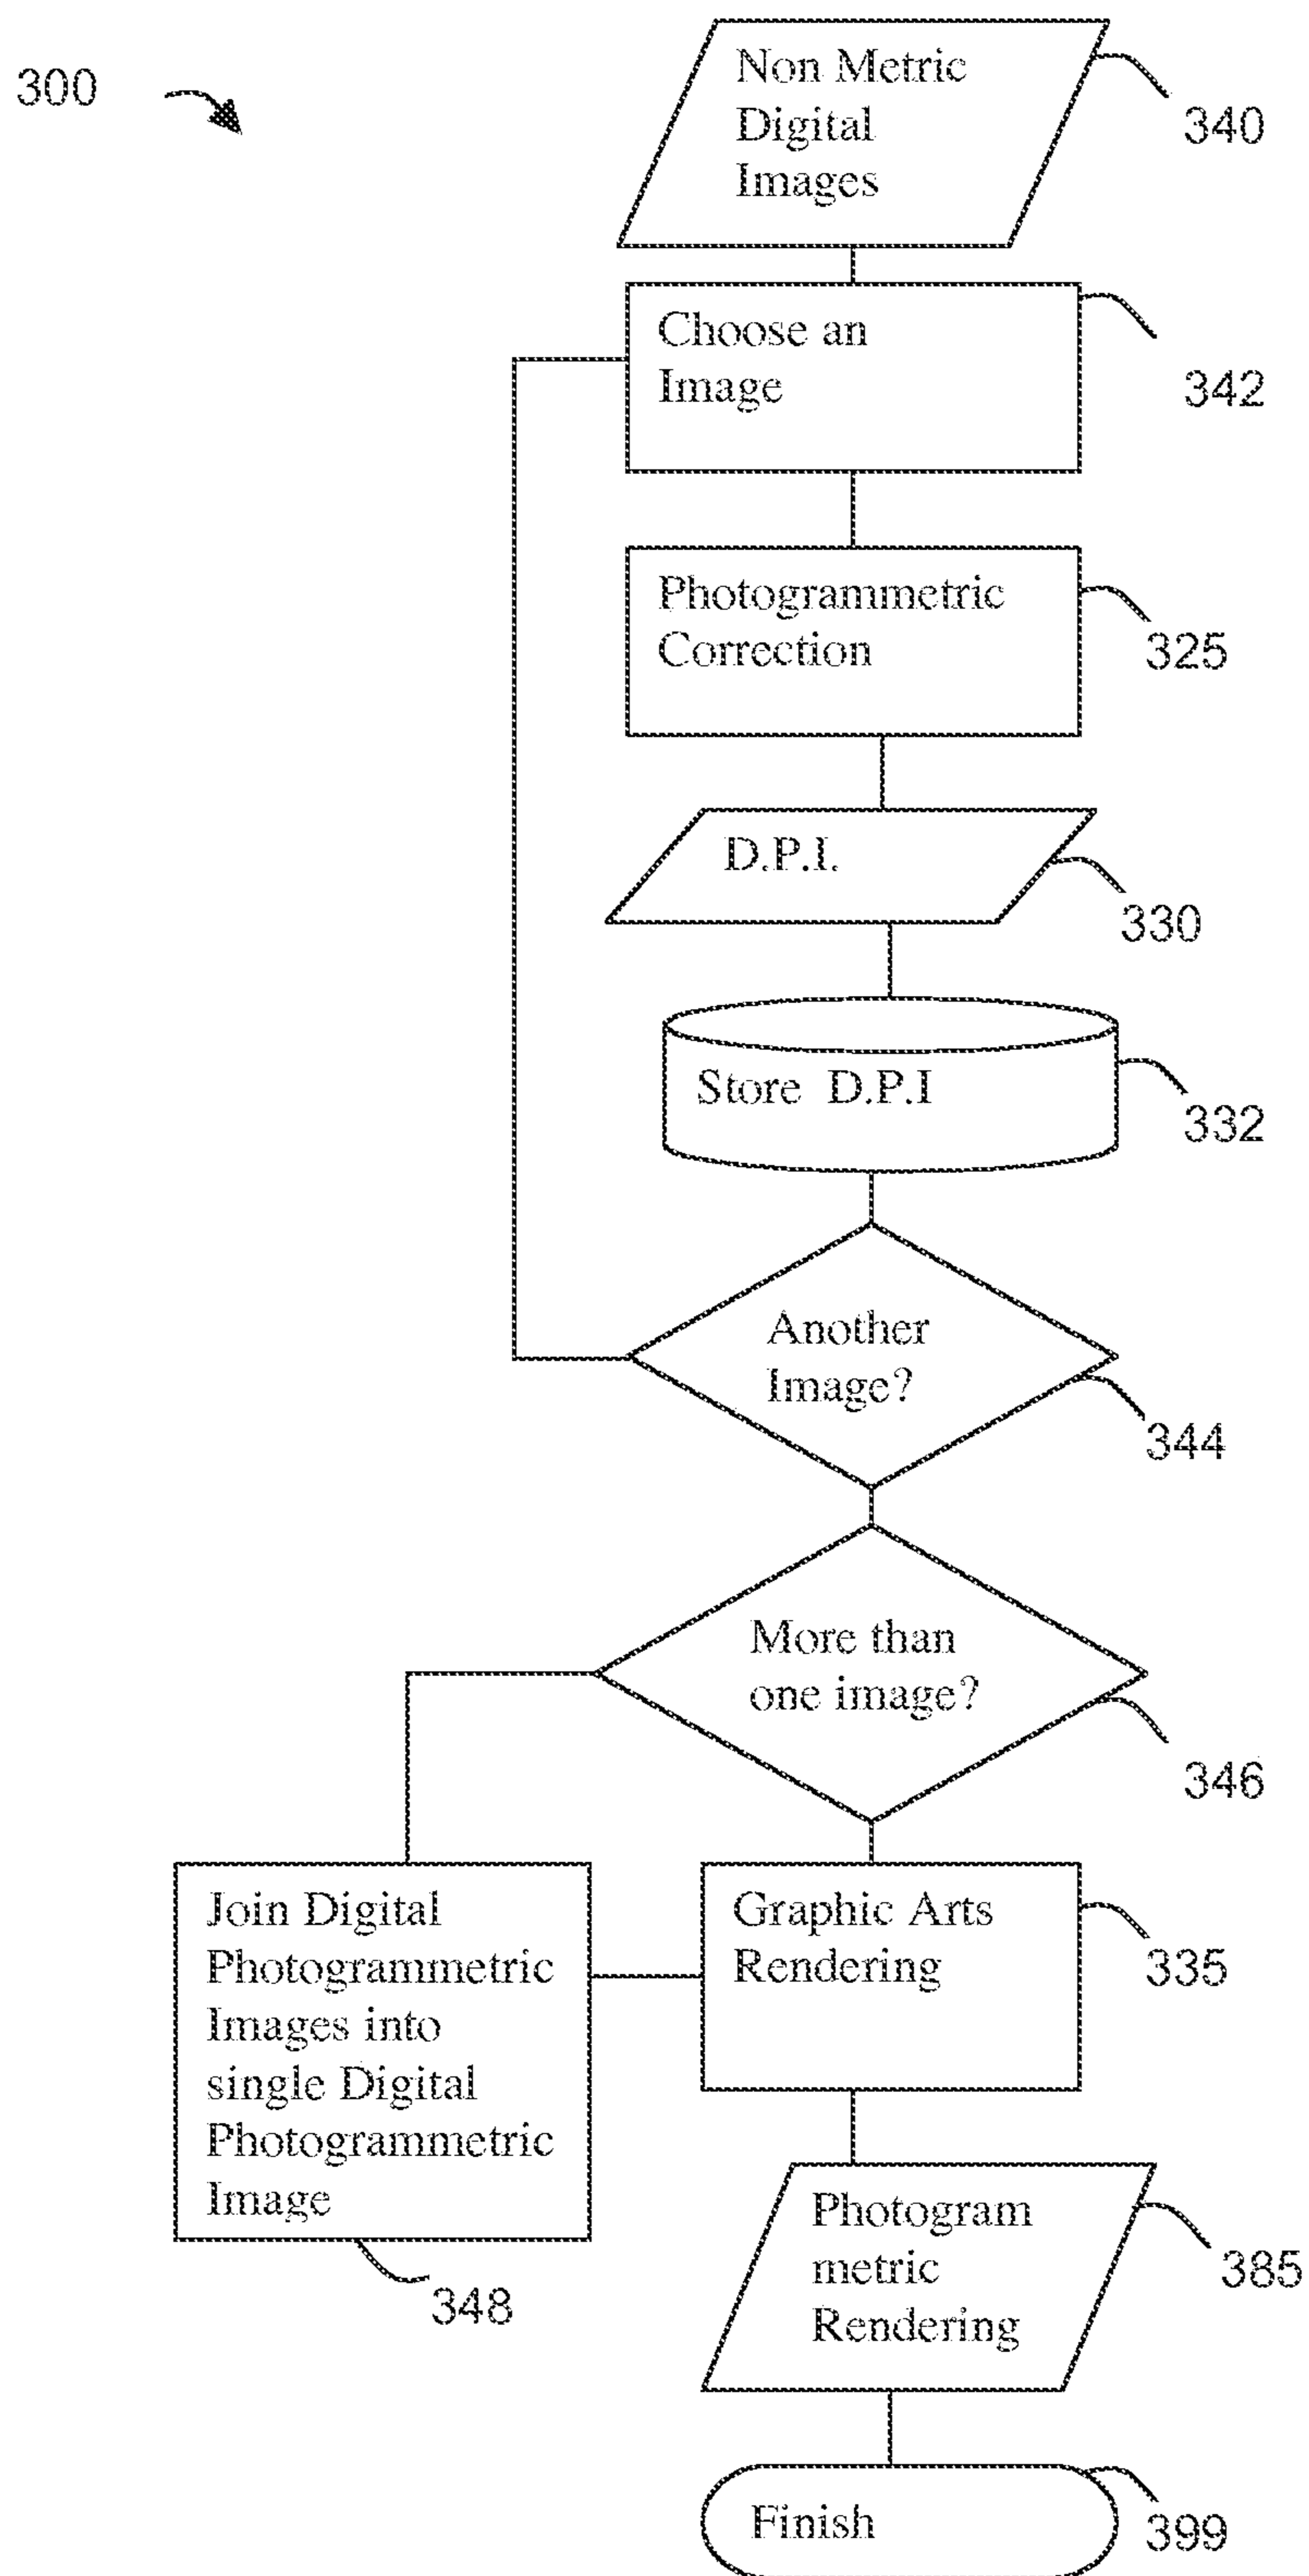 300
Non Metric
Digital
Images
340
Choose an
Image
342
Photogrammetric
Correction
325
D.P.I.
330
Store D.P.I
332
Another
Image?
344
More than
one image?
346
Join Digital
Photogrammetric
Images into
single Digital
Photogrammetric
Image
348
Graphic Arts
Rendering
335
Photogram
metric
Rendering
385
Finish
399